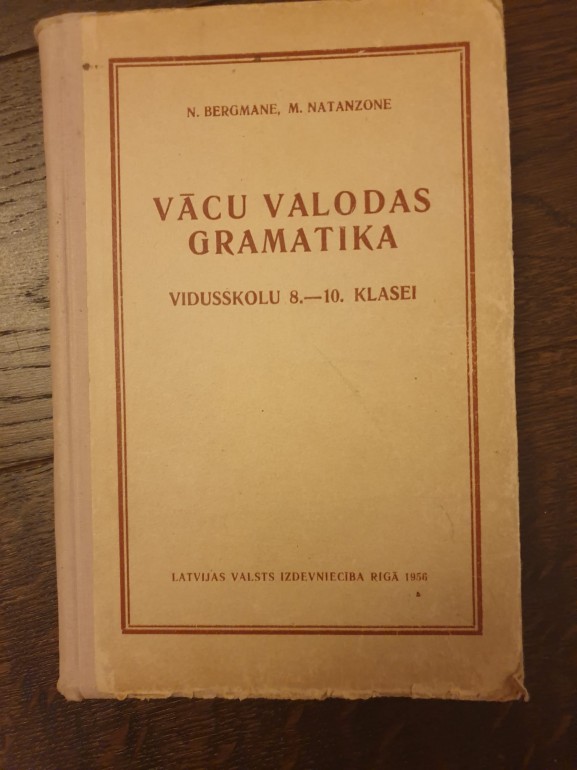 N. BERGMANE, M. NATANZONE
VĀCU VALODAS
GRAMATIKA
VIDUSSKOLU 8.—10. KLASEI
LATVIJAS VALSTS IZDEVNIECĪBA RĪGĀ 1956